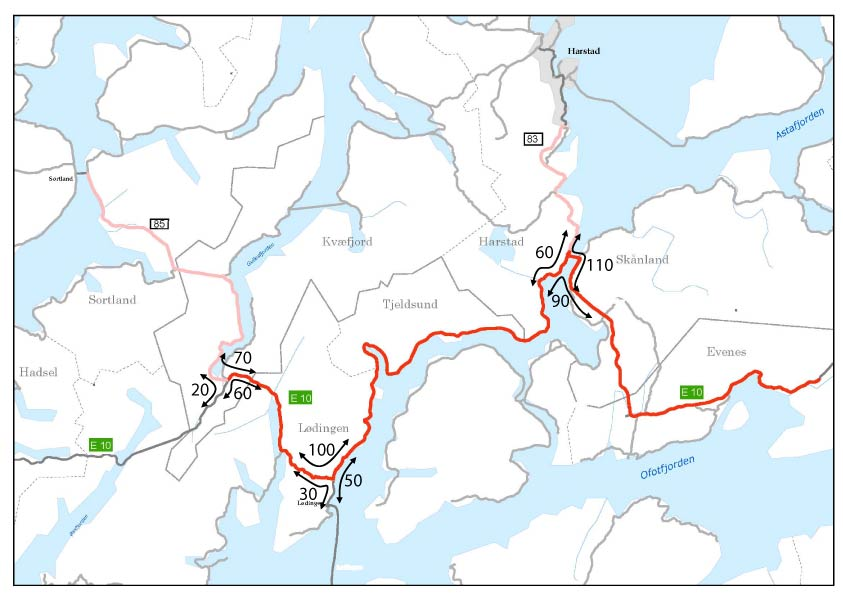 Harstad
Astafjorden
83
Sortland
85
Gullesfjorden
Kvæfjord
Harstad
60
110
Skånland
90
Sortland
Tjeldsund
Hadsel
70
20
60
E 10
Evenes
E 10
Lødingen
E 10
100
Ofotfjorden
50
30
Lødingen